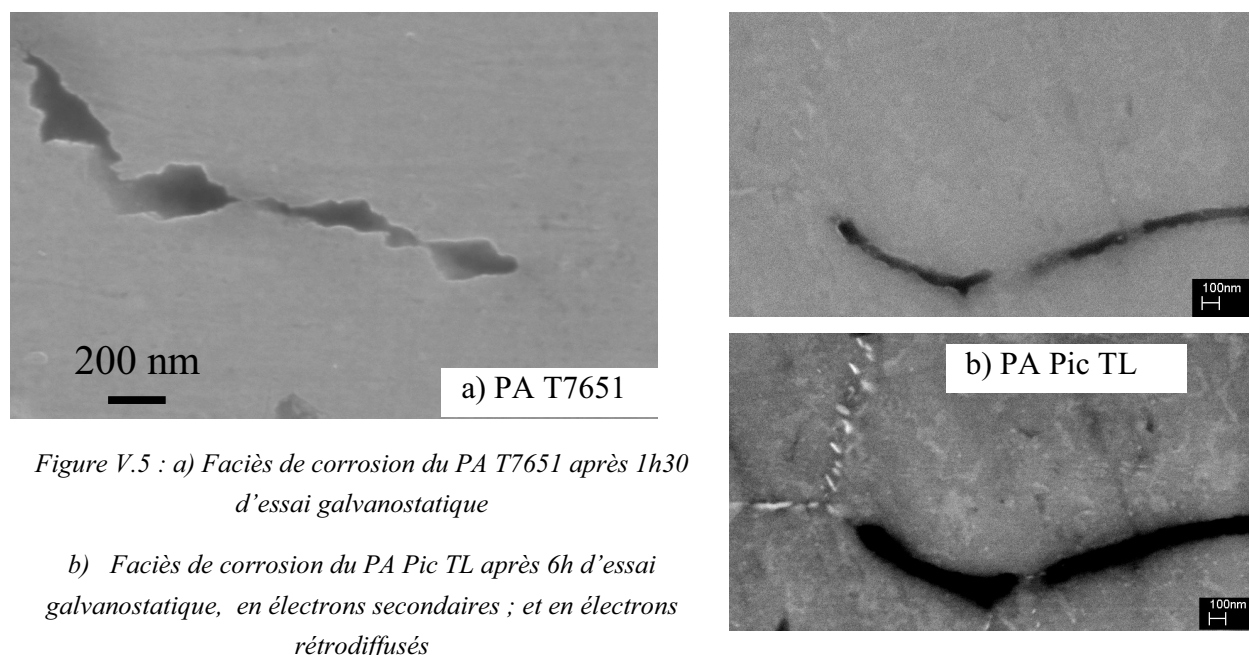 200 nm
a) PA T7651
Figure V.5 : a) Faciès de corrosion du PA T7651 après 1h30
d’essai galvanostatique
b) Faciès de corrosion du PA Pic TL après 6h d’essai
galvanostatique, en électrons secondaires ; et en électrons
rétrodiffusés
100nm
b) PA Pic TL
100nm